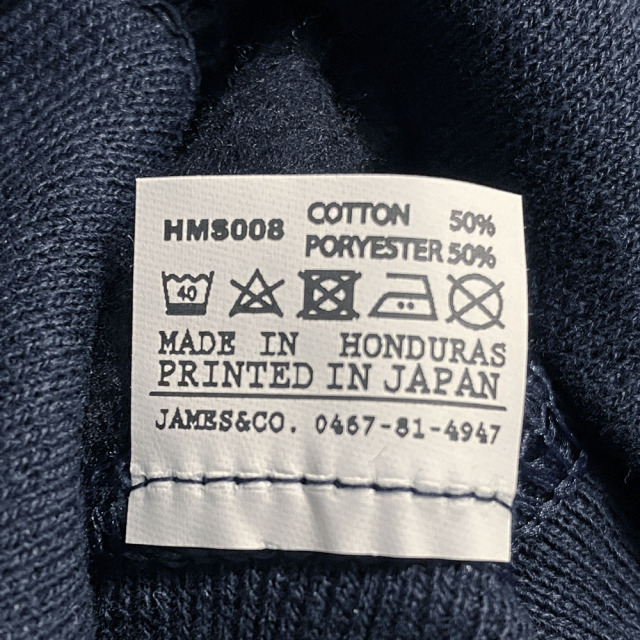 HMS008 COTTON 50%
PORYESTER 50%
40
MADE IN HONDURAS
PRINTED IN JAPAN
JAMES&CO. 0467-81-4947